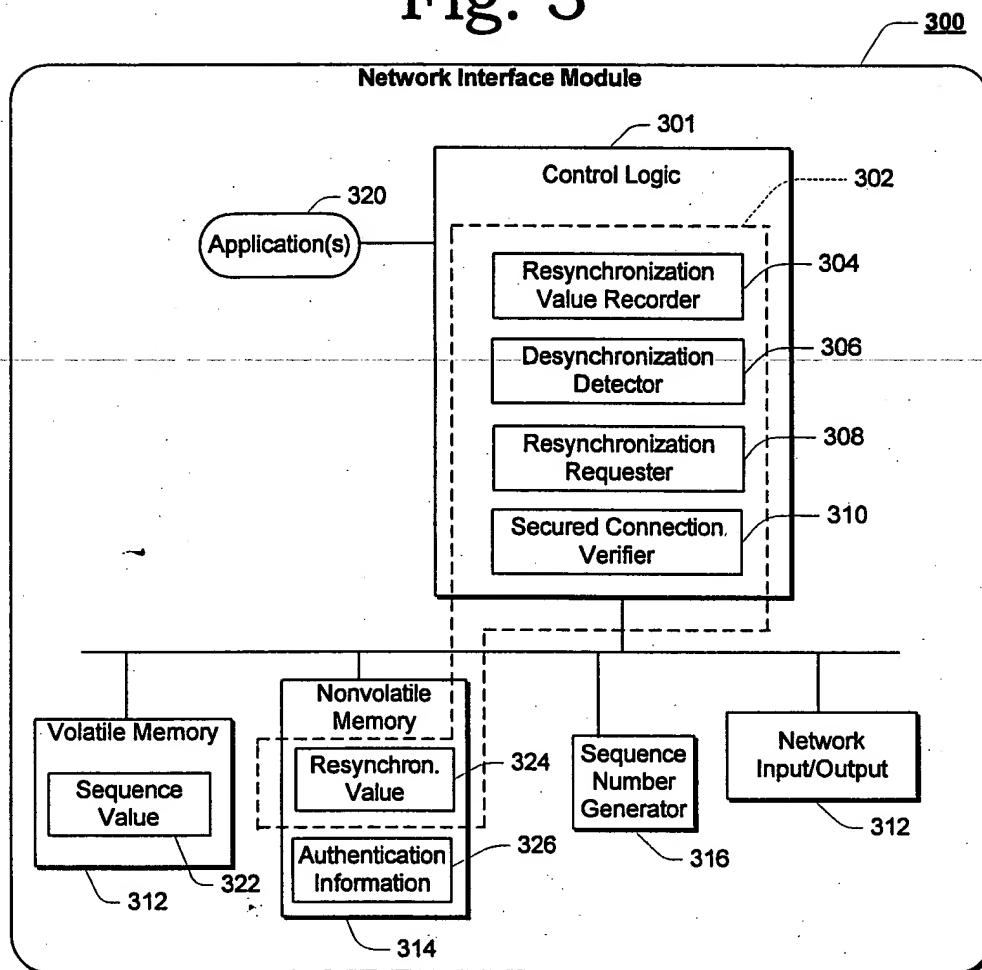 300
Network Interface Module
301
Control Logic
302
320
Application(s)
Resynchronization
Value Recorder
304
Desynchronization
Detector
306
Resynchronization
Requester
308
Secured Connection
Verifier
310
Volatile Memory
Sequence
Value
322
312
Nonvolatile
Memory
Resynchron.
Value
324
Authentication
Information
326
314
Sequence
Number
Generator
316
Network
Input/Output
312